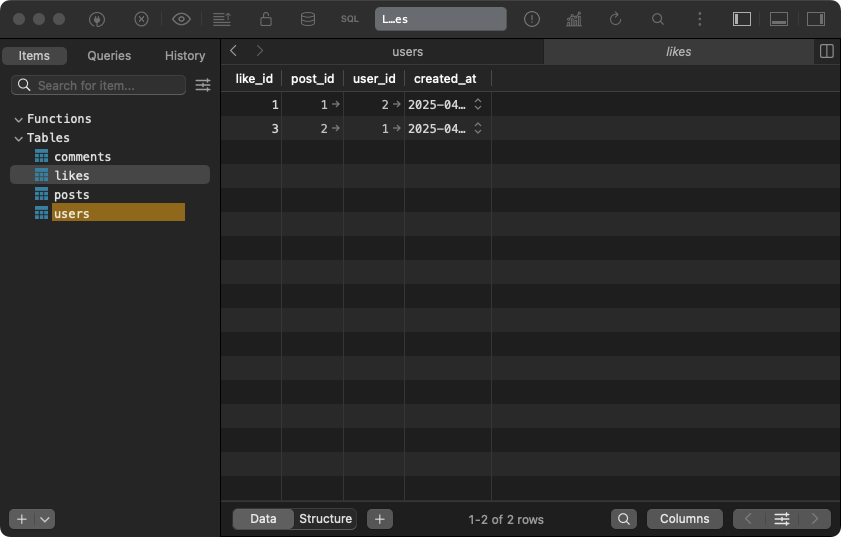 SQL L...es
Items Queries History
users likes
Search for item...
like_id post_id user_id created_at
1 1 → 2 → 2025-04...
3 2 → 1 → 2025-04...
Functions
Tables
comments
likes
posts
users
Data Structure 1-2 of 2 rows Columns